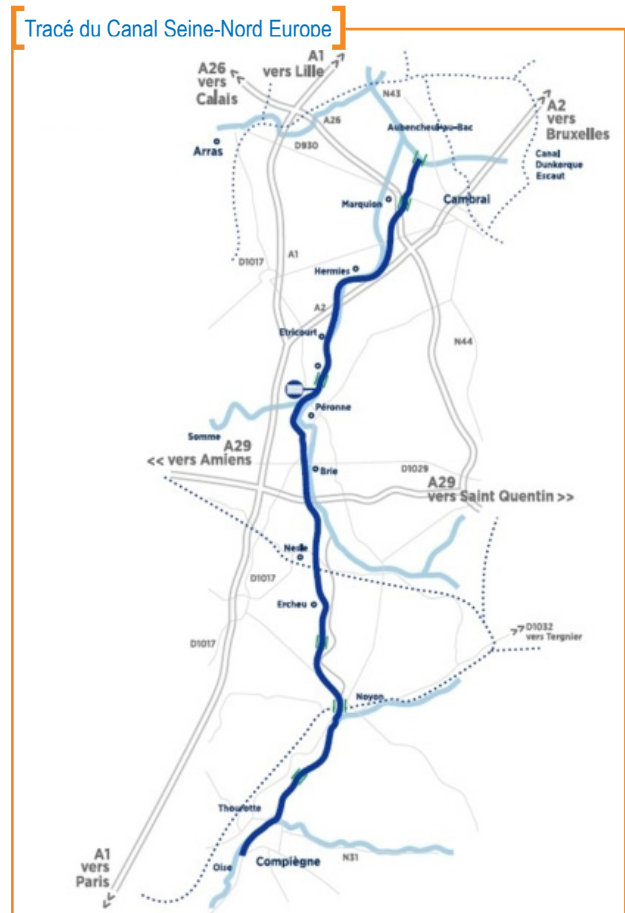 Tracé du Canal Seine-Nord Europe
A1
vers Lille
A26
vers
Calais
N43
A2
vers
Bruxelles
A26
Aubencheul-au-Bac
D930
Arras
Canal
Dunkerque
Escaut
Marquion
Cambrai
A1
D1017
Hermies
A2
Etricourt
N44
Péronne
Somme
A29
<< vers Amiens
Brie
D1029
A29
vers Saint Quentin >>
Nesle
D1017
Ercheu
D1032
vers Tergnier
D1017
Noyon
Thourotte
A1
vers
Paris
Oise
Compiègne
N31